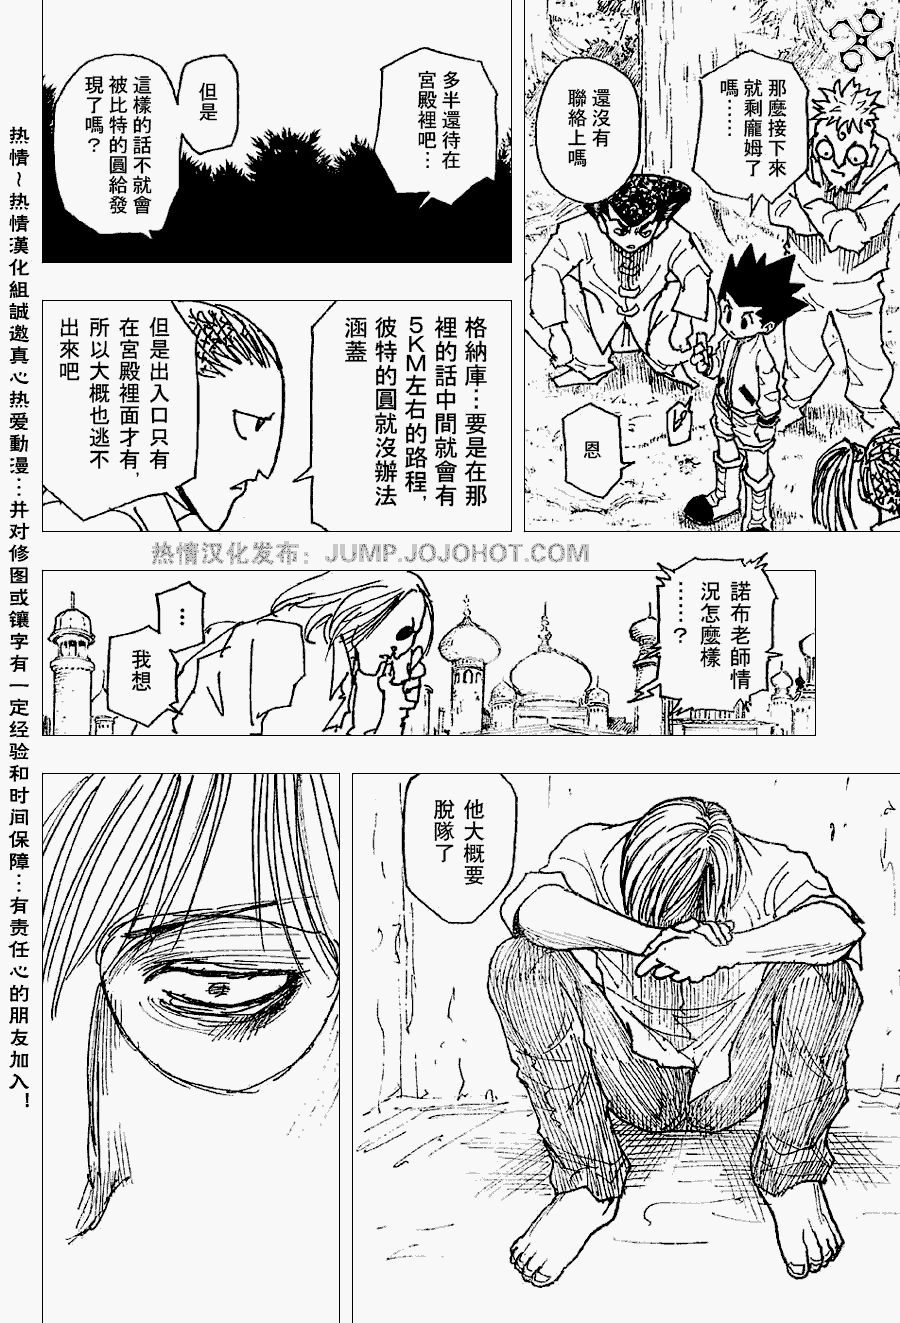 那麼接下來
就剩龐姆了
嗎……
還沒有
聯絡上嗎
恩
多半還待在
宮殿裡吧…
但是
這樣的話不就會
被比特的圓給發
現了嗎？
格納庫…要是在那
裡的話中間就會有
5KM左右的路程，
彼特的圓就沒辦法
涵蓋
但是出入口只有
在宮殿裡面才有，
所以大概也逃不
出來吧
热情汉化发布：JUMP.JOJOHOT.COM
諾布老師情
況怎麼樣
……？
…
我想
他大概要
脫隊了
热情～热情漢化組誠邀真心热爱動漫…并对修图或镶字有一定经验和时间保障…有责任心的朋友加入！